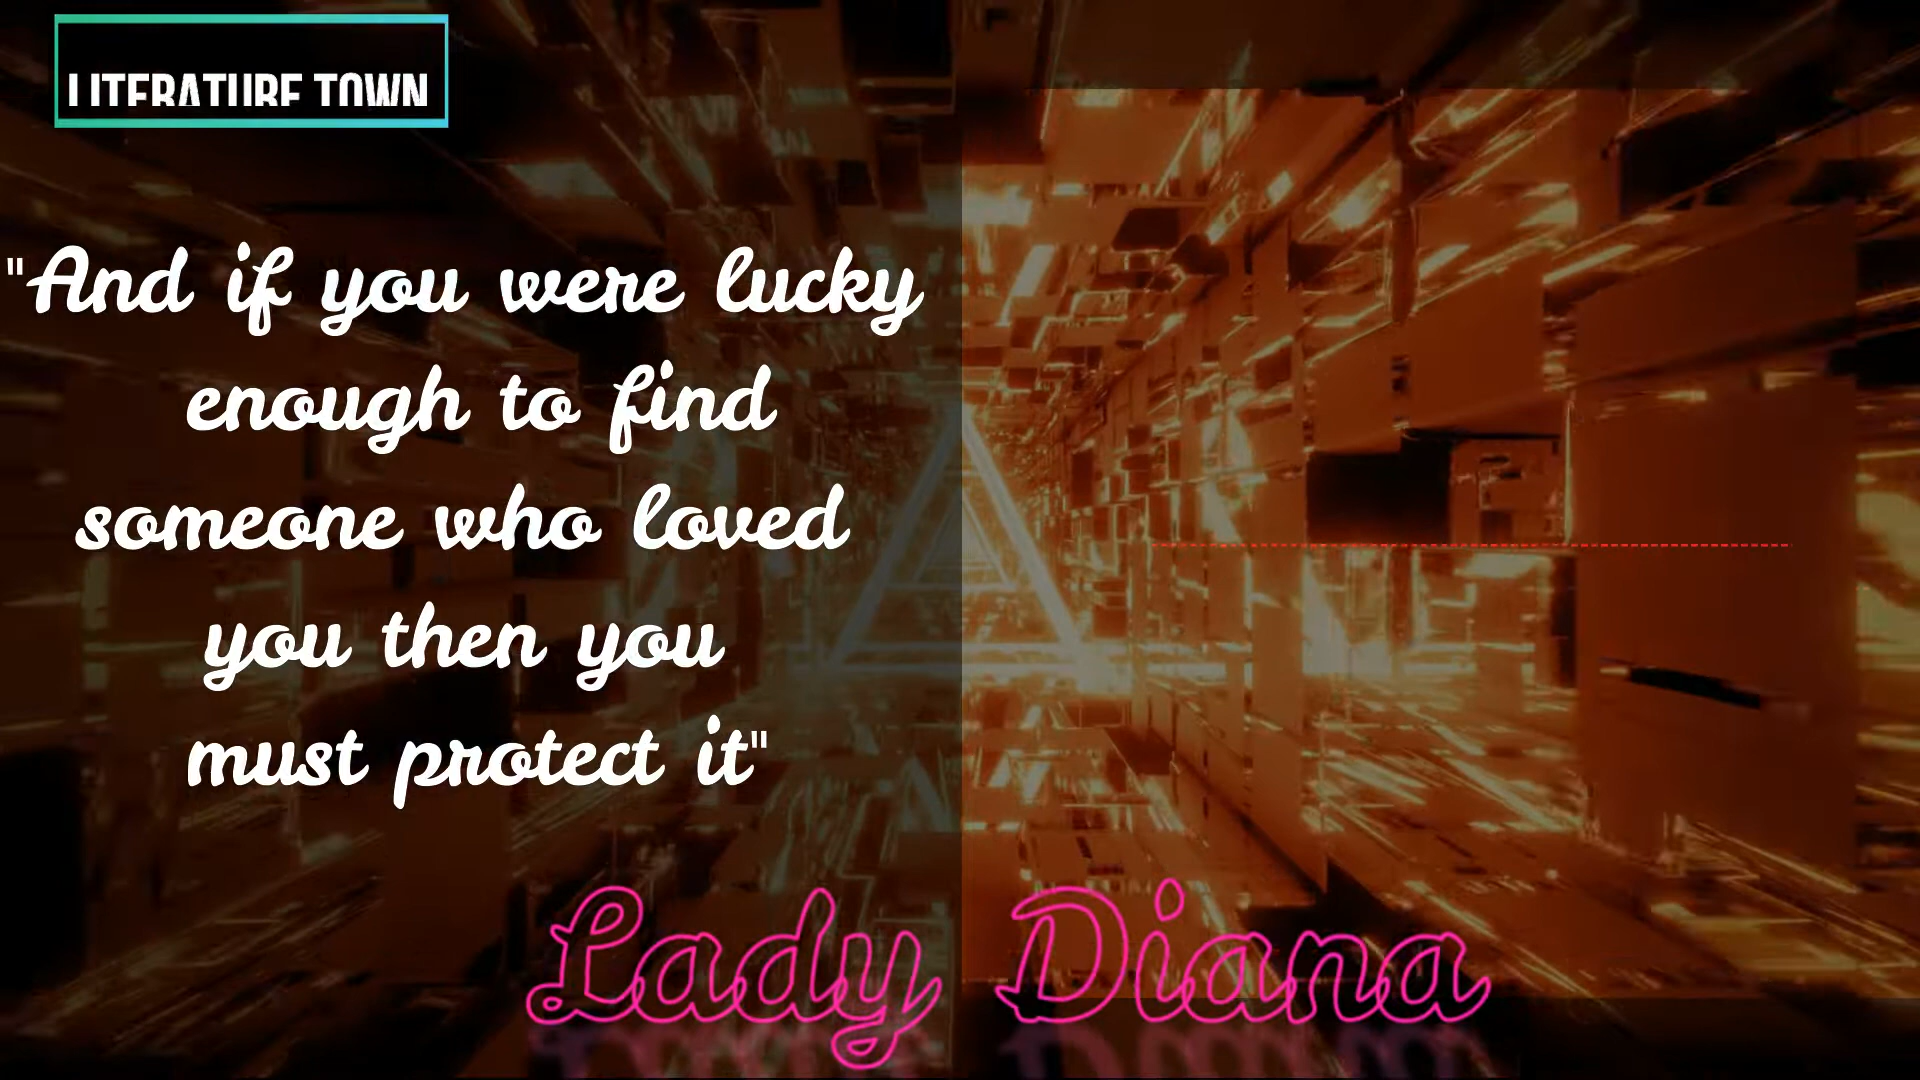 LITERATURE TOWN
"And if you were lucky
enough to find
someone who loved
you then you
must protect it"
Lady Diana